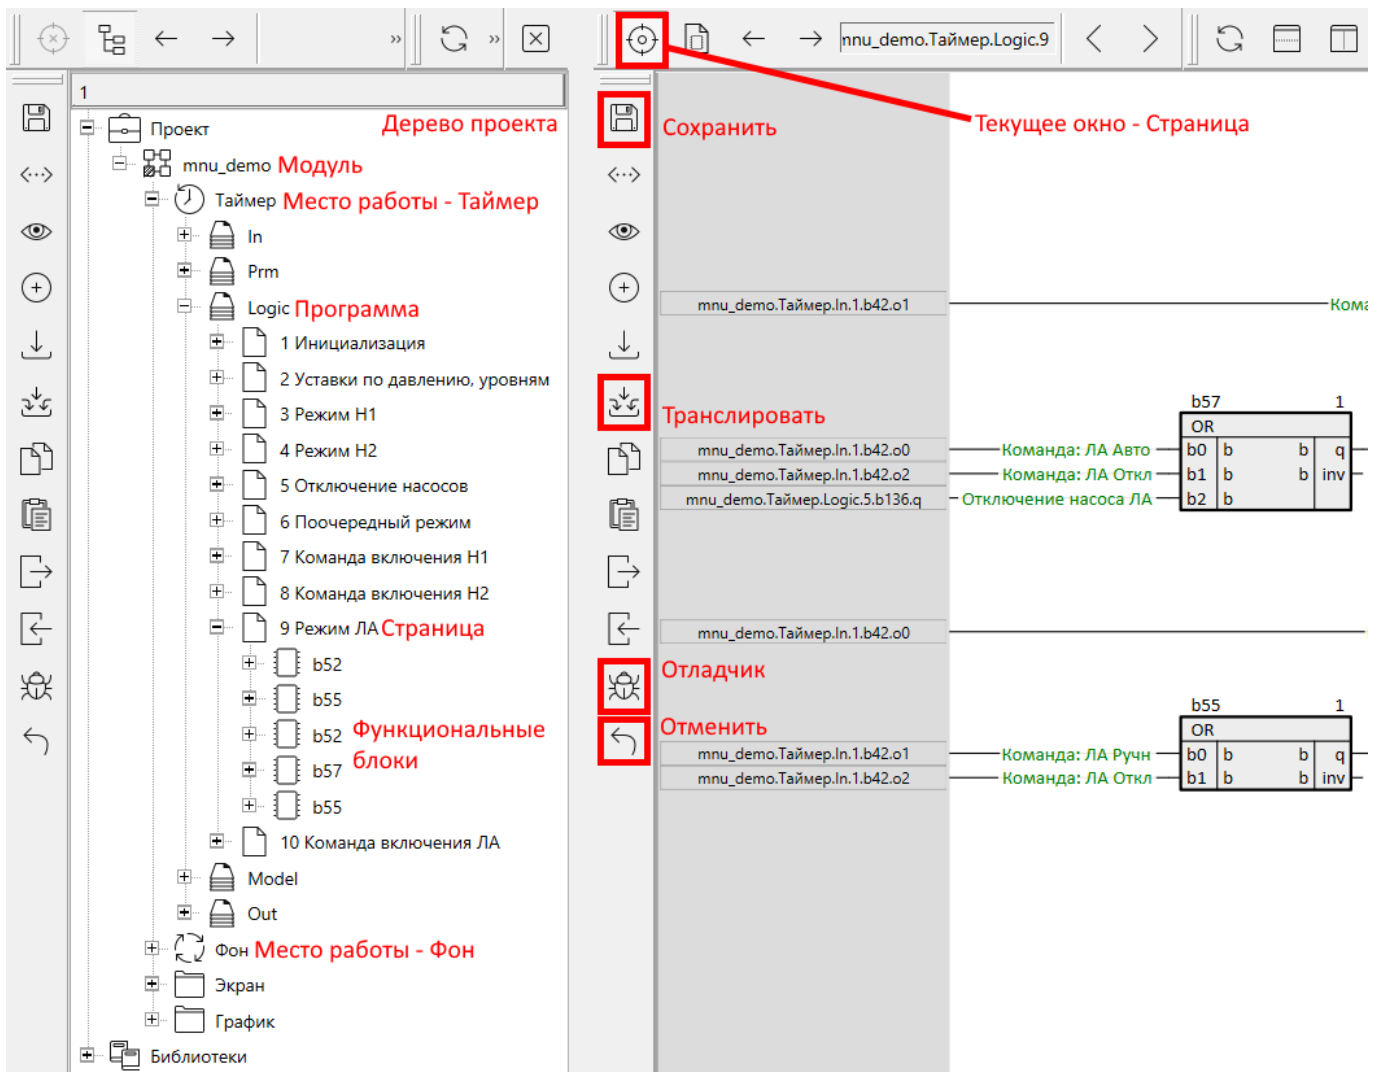 nnu_demo.Таймер.Logic.9
1
Проект
Дерево проекта
mnu_demo Модуль
Таймер Место работы - Таймер
In
Prm
Logic Программа
1 Инициализация
2 Уставки по давлению, уровням
3 Режим Н1
4 Режим Н2
5 Отключение насосов
6 Поочередный режим
7 Команда включения Н1
8 Команда включения Н2
9 Режим ЛА Страница
b52
b55
b52
Функциональные
блоки
b57
b55
10 Команда включения ЛА
Model
Out
Фон Место работы - Фон
Экран
График
Библиотеки
Сохранить
Текущее окно - Страница
mnu_demo.Таймер.In.1.b42.o1
Кома
Транслировать
b57 1
OR
mnu_demo.Таймер.In.1.b42.o0 Команда: ЛА Авто b0 b b q
mnu_demo.Таймер.In.1.b42.o2 Команда: ЛА Откл b1 b b inv
mnu_demo.Таймер.Logic.5.b136.q Отключение насоса ЛА b2 b
mnu_demo.Таймер.In.1.b42.o0
Отладчик
Отменить
b55 1
OR
mnu_demo.Таймер.In.1.b42.o1 Команда: ЛА Ручн b0 b b q
mnu_demo.Таймер.In.1.b42.o2 Команда: ЛА Откл b1 b b inv